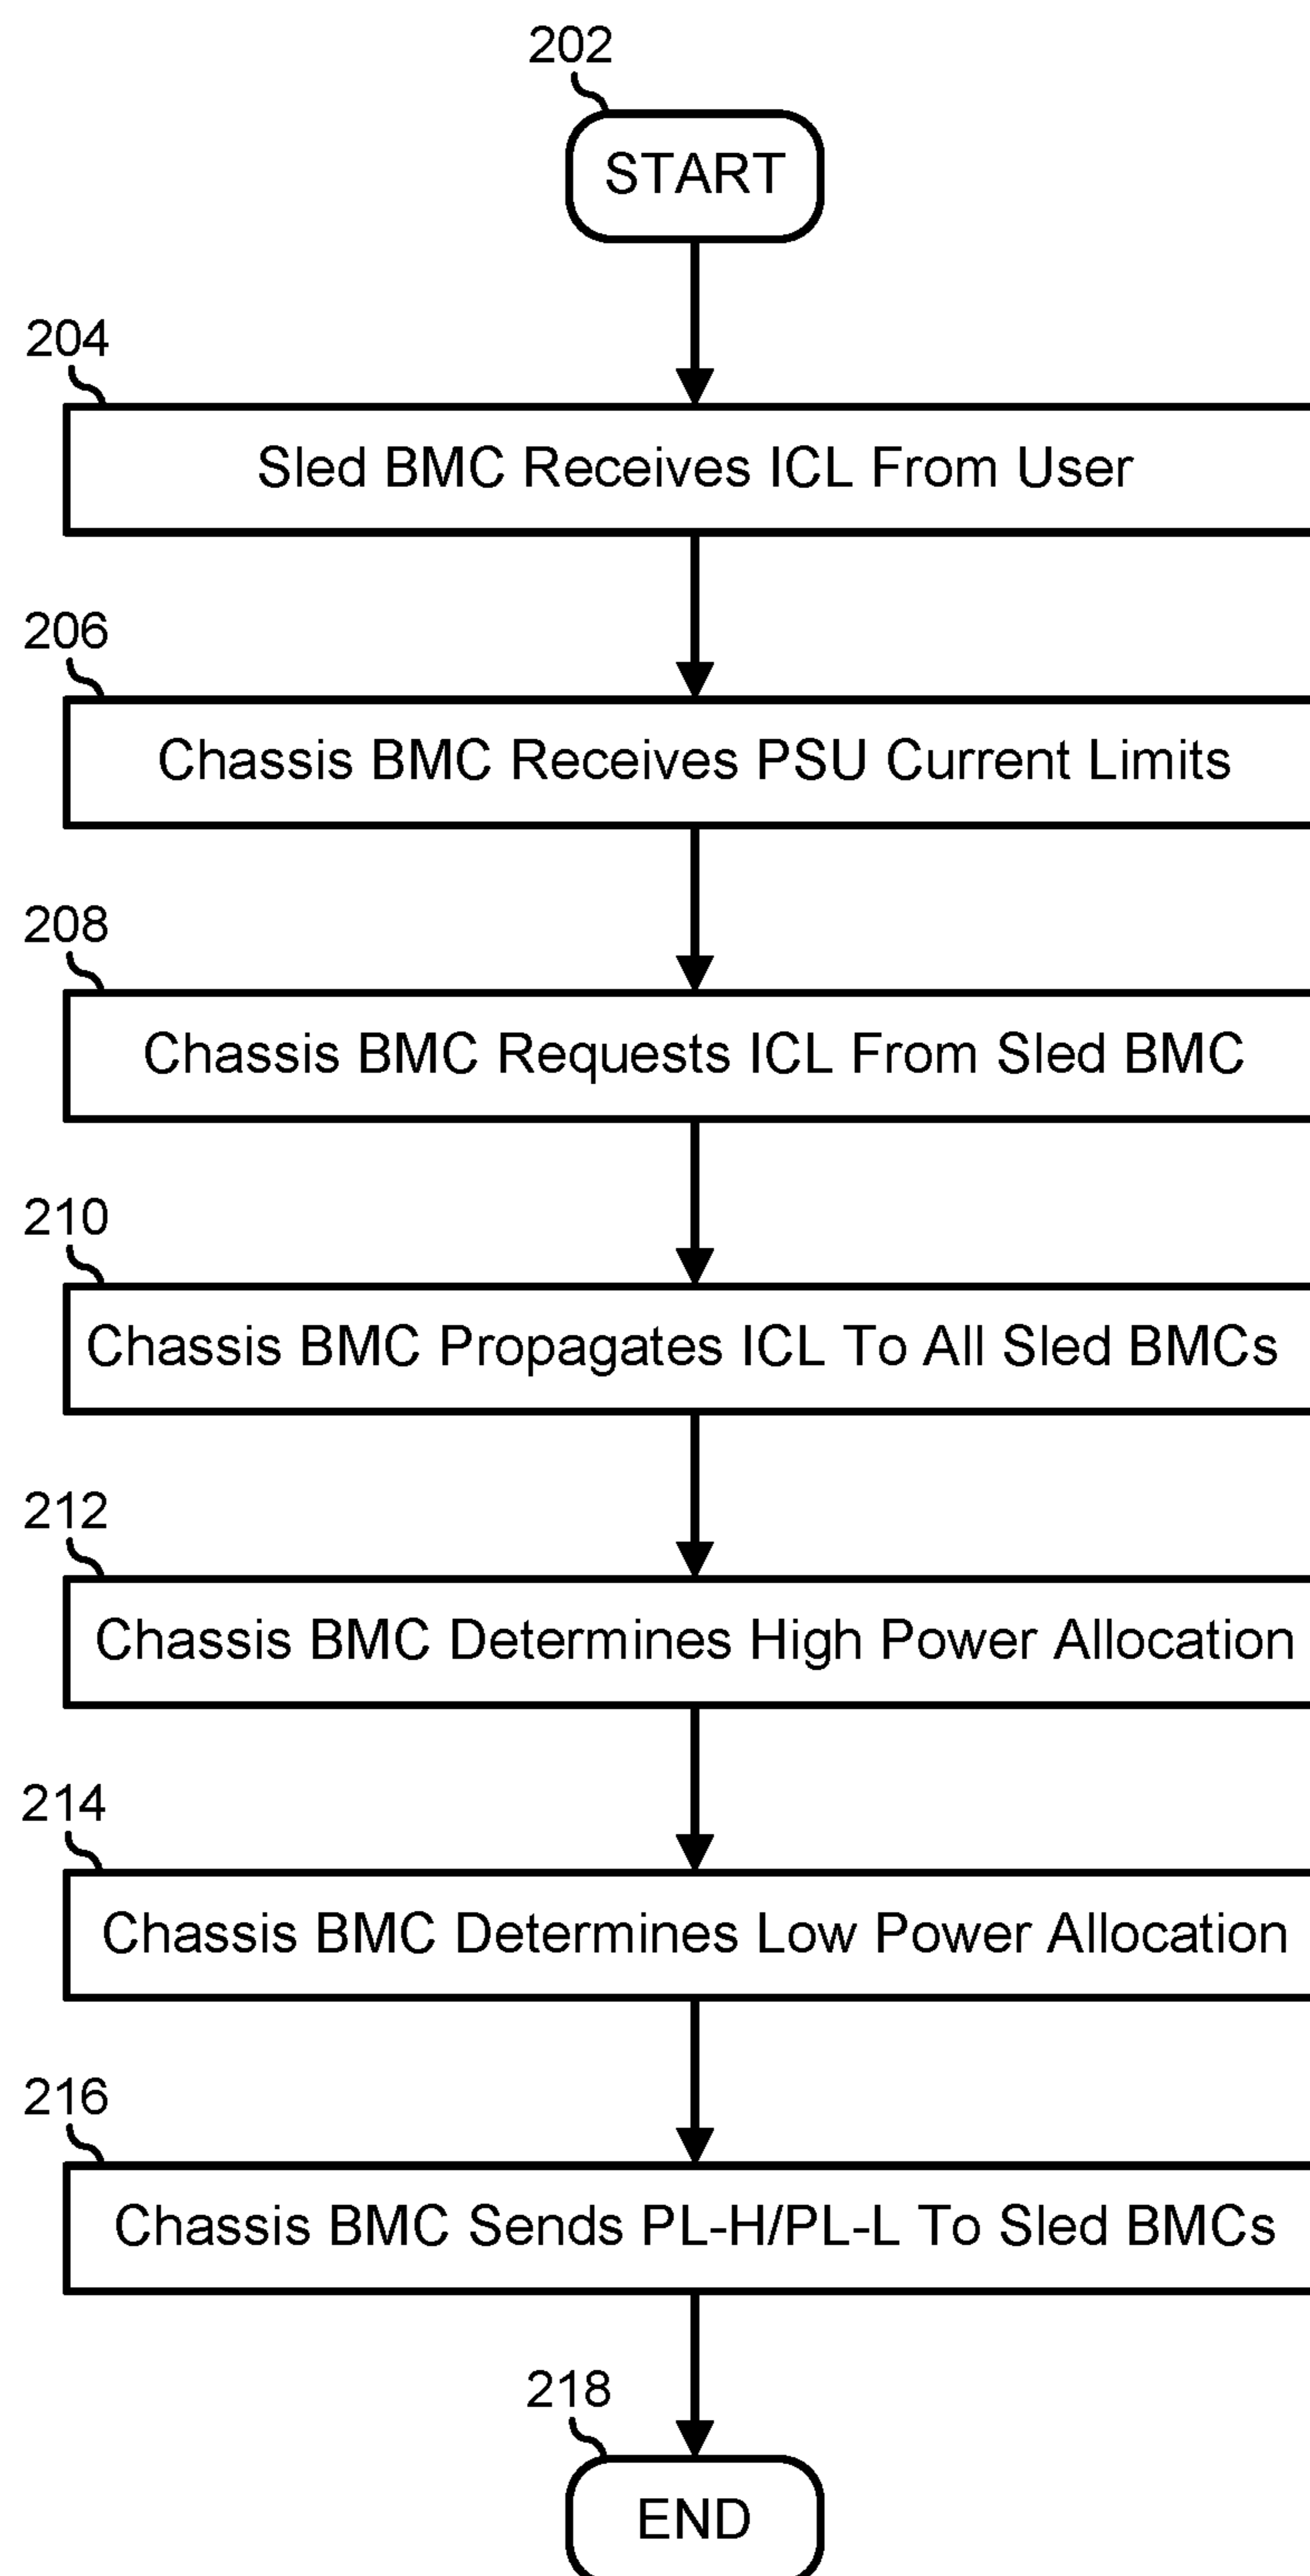 202
START
204
Sled BMC Receives ICL From User
206
Chassis BMC Receives PSU Current Limits
208
Chassis BMC Requests ICL From Sled BMC
210
Chassis BMC Propagates ICL To All Sled BMCs
212
Chassis BMC Determines High Power Allocation
214
Chassis BMC Determines Low Power Allocation
216
Chassis BMC Sends PL-H/PL-L To Sled BMCs
218
END